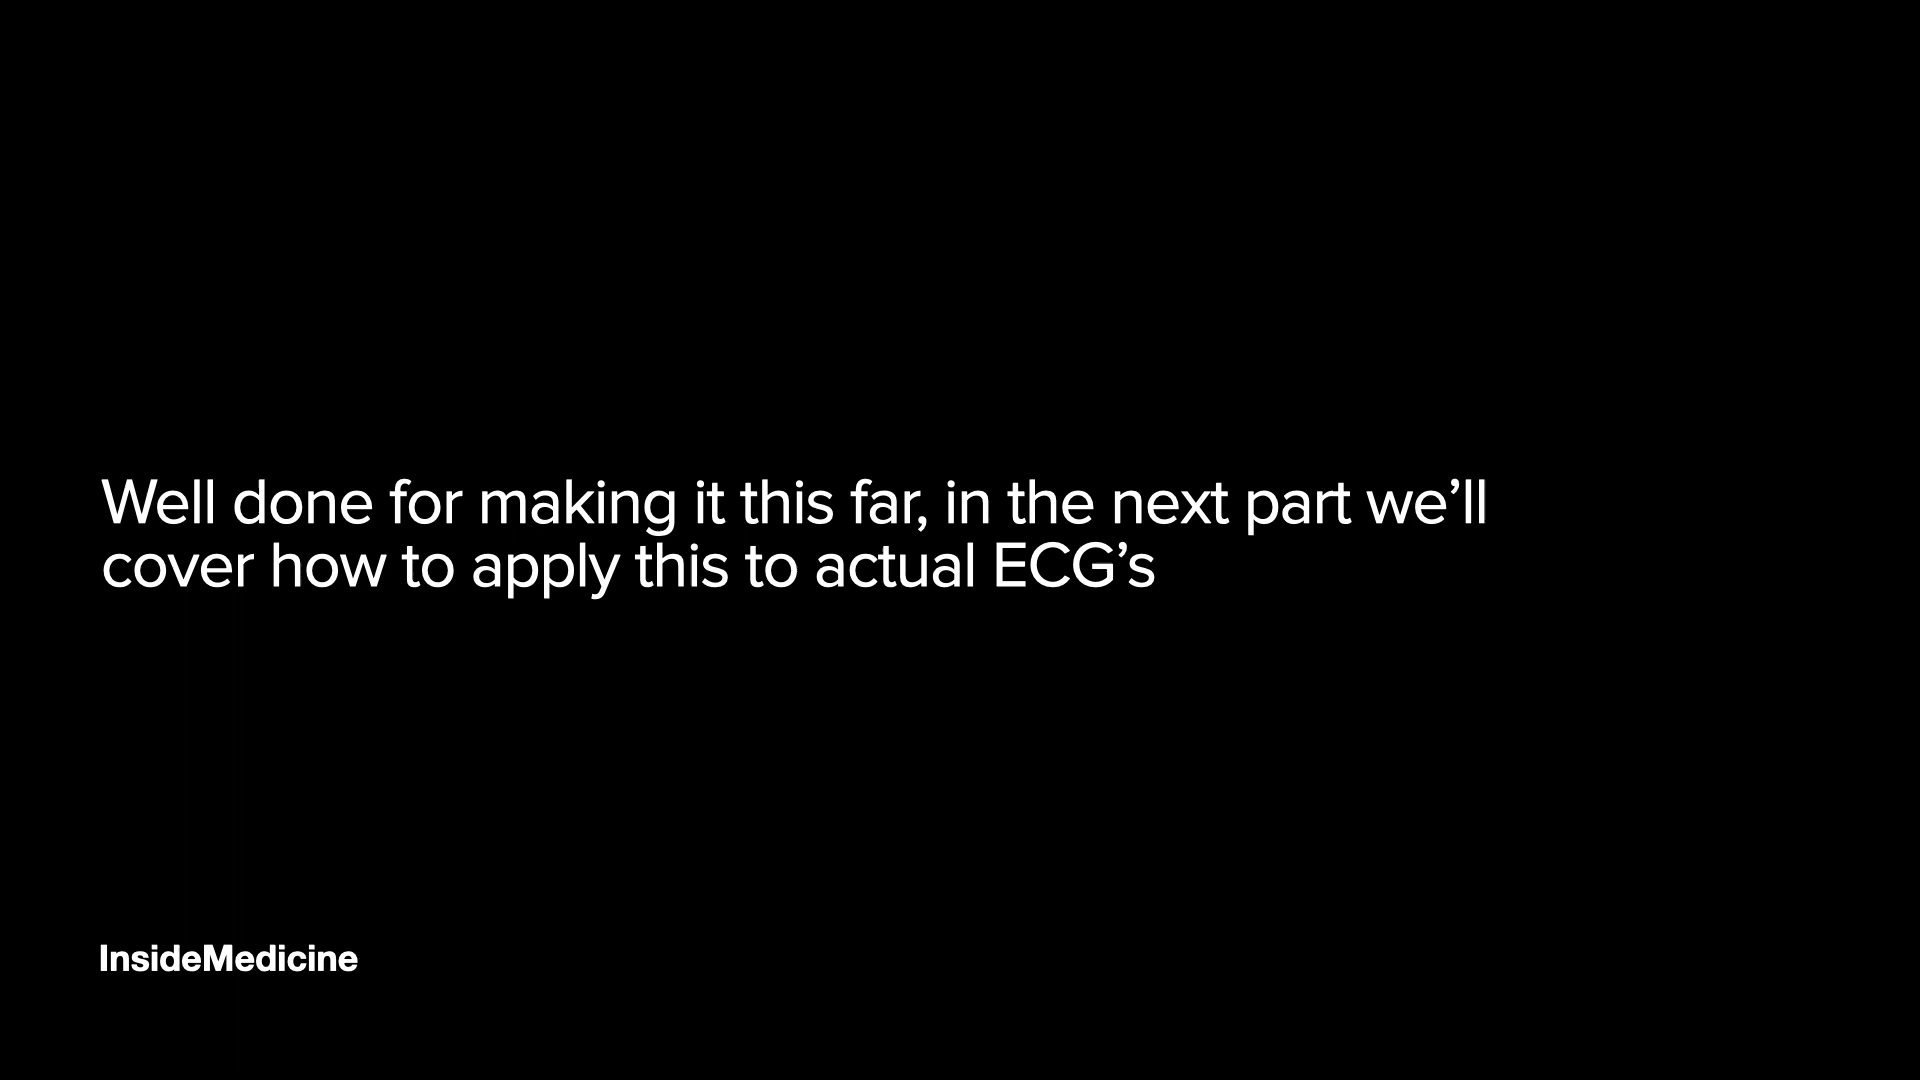 Well done for making it this far, in the next part we’ll
cover how to apply this to actual ECG’s
InsideMedicine